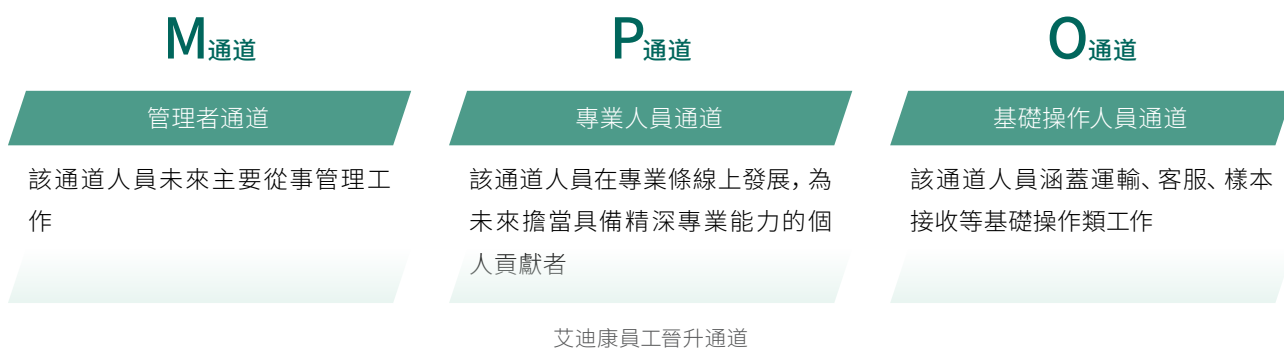 M通道
管理者通道
該通道人員未來主要從事管理工
作
P通道
專業人員通道
該通道人員在專業條線上發展，為
未來擔當具備精深專業能力的個
人貢獻者
O通道
基礎操作人員通道
該通道人員涵蓋運輸、客服、樣本
接收等基礎操作類工作
艾迪康員工晉升通道